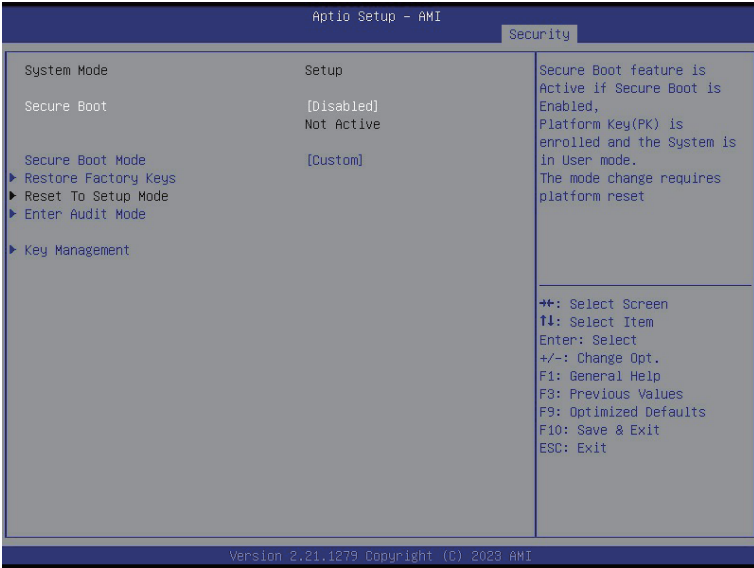 Aptio Setup – AMI
Security
System Mode Setup
Secure Boot [Disabled]
Not Active
Secure Boot Mode [Custom]
Restore Factory Keys
Reset To Setup Mode
Enter Audit Mode
Key Management
Secure Boot feature is
Active if Secure Boot is
Enabled,
Platform Key(PK) is
enrolled and the System is
in User mode.
The mode change requires
platform reset
→←: Select Screen
↑↓: Select Item
Enter: Select
+/-: Change Opt.
F1: General Help
F3: Previous Values
F9: Optimized Defaults
F10: Save & Exit
ESC: Exit
Version 2.21.1279 Copyright (C) 2023 AMI